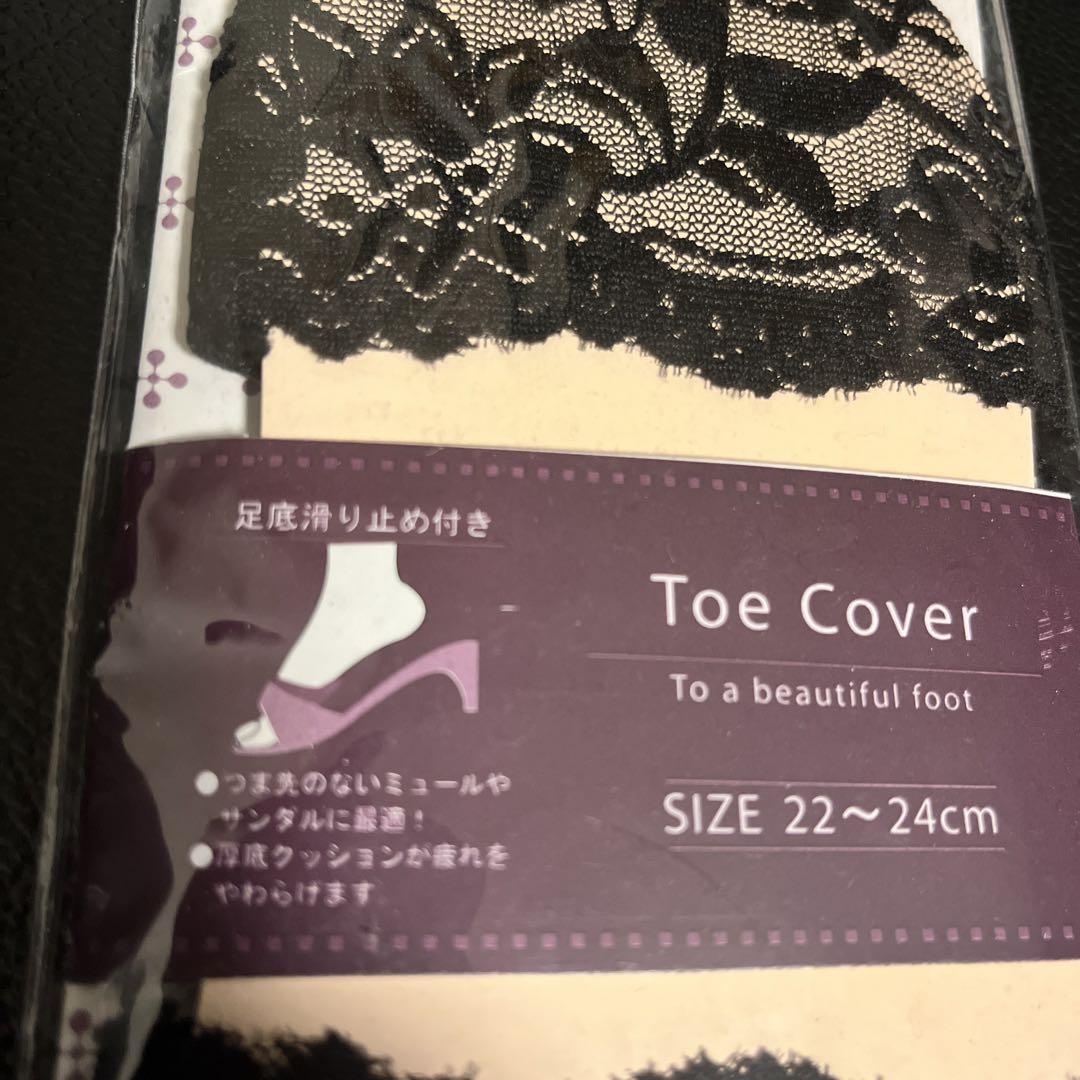 足底滑り止め付き
Toe Cover
To a beautiful foot
SIZE 22～24cm
●つま先のないミュールや
サンダルに最適！
●厚底クッションが疲れを
やわらげます